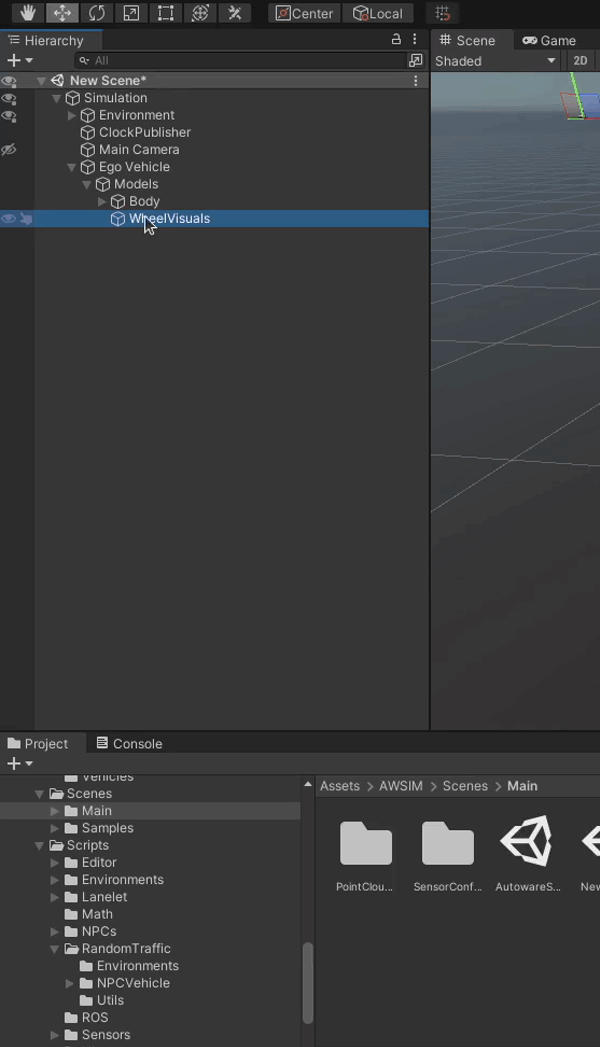 Center Local
Hierarchy
All
New Scene*
Simulation
Environment
ClockPublisher
Main Camera
Ego Vehicle
Models
Body
WheelVisuals
Scene Game
Shaded 2D
Project Console
Vehicles
Scenes
Main
Samples
Scripts
Editor
Environments
Lanelet
Math
NPCs
RandomTraffic
Environments
NPCVehicle
Utils
ROS
Sensors
Assets > AWSIM > Scenes > Main
PointClou... SensorConf... AutowareS... New